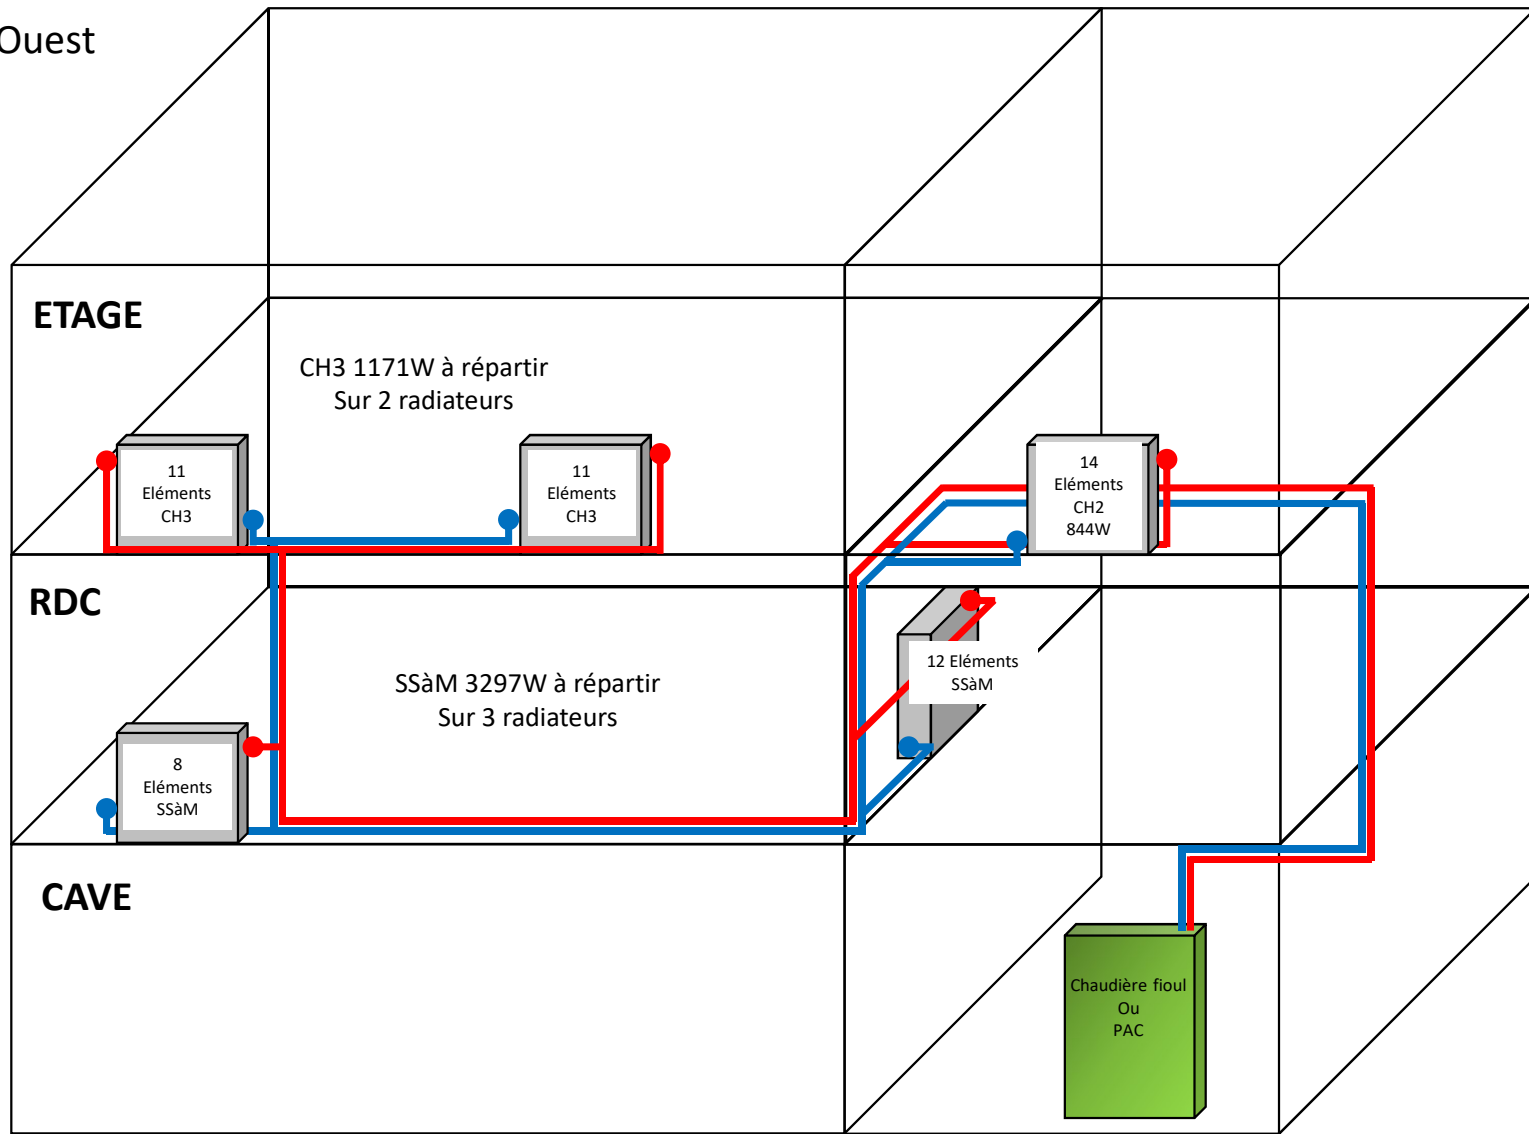 Ouest
ETAGE
CH3 1171W à répartir
Sur 2 radiateurs
11
Eléments
CH3
11
Eléments
CH3
14
Eléments
CH2
844W
RDC
SSàM 3297W à répartir
Sur 3 radiateurs
12 Eléments
SSàM
8
Eléments
SSàM
CAVE
Chaudière fioul
Ou
PAC